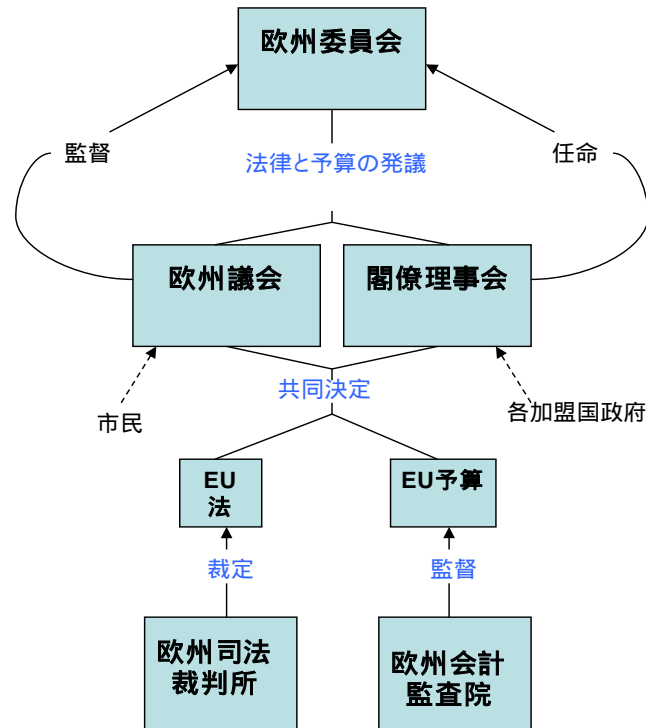 欧州委員会
監督
法律と予算の発議
任命
欧州議会
閣僚理事会
共同決定
市民
各加盟国政府
EU
法
EU予算
裁定
監督
欧州司法
裁判所
欧州会計
監査院